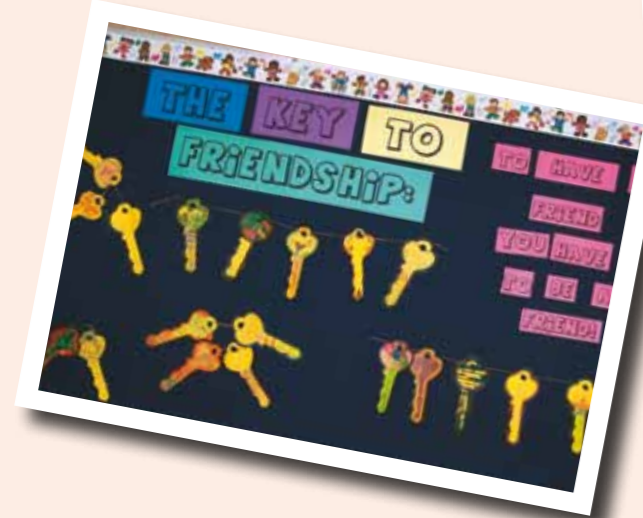 THE KEY TO
FRiENDSHiP:
TO HAVE
FRIEND
YOU HAVE
TO BE
FRIEND!